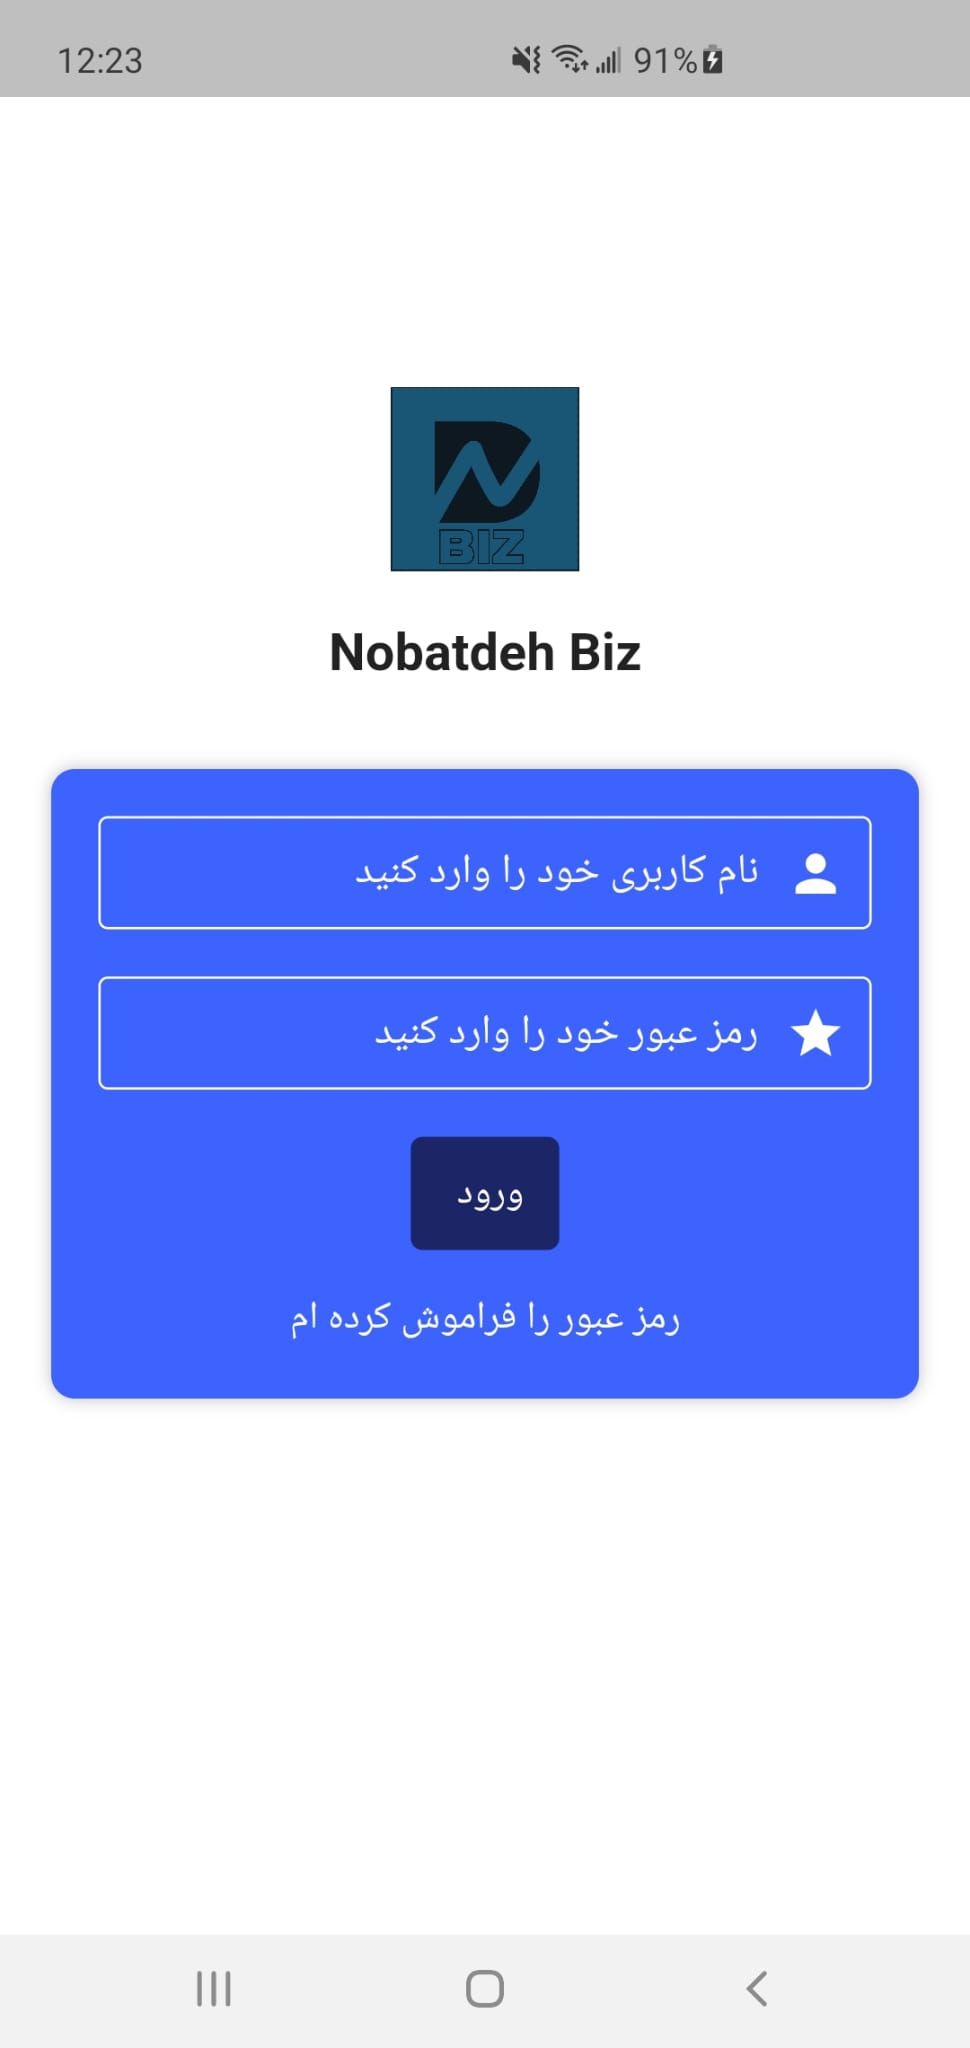 12:23
91%
BIZ
Nobatdeh Biz
نام کاربری خود را وارد کنید
رمز عبور خود را وارد کنید
ورود
رمز عبور را فراموش کرده ام